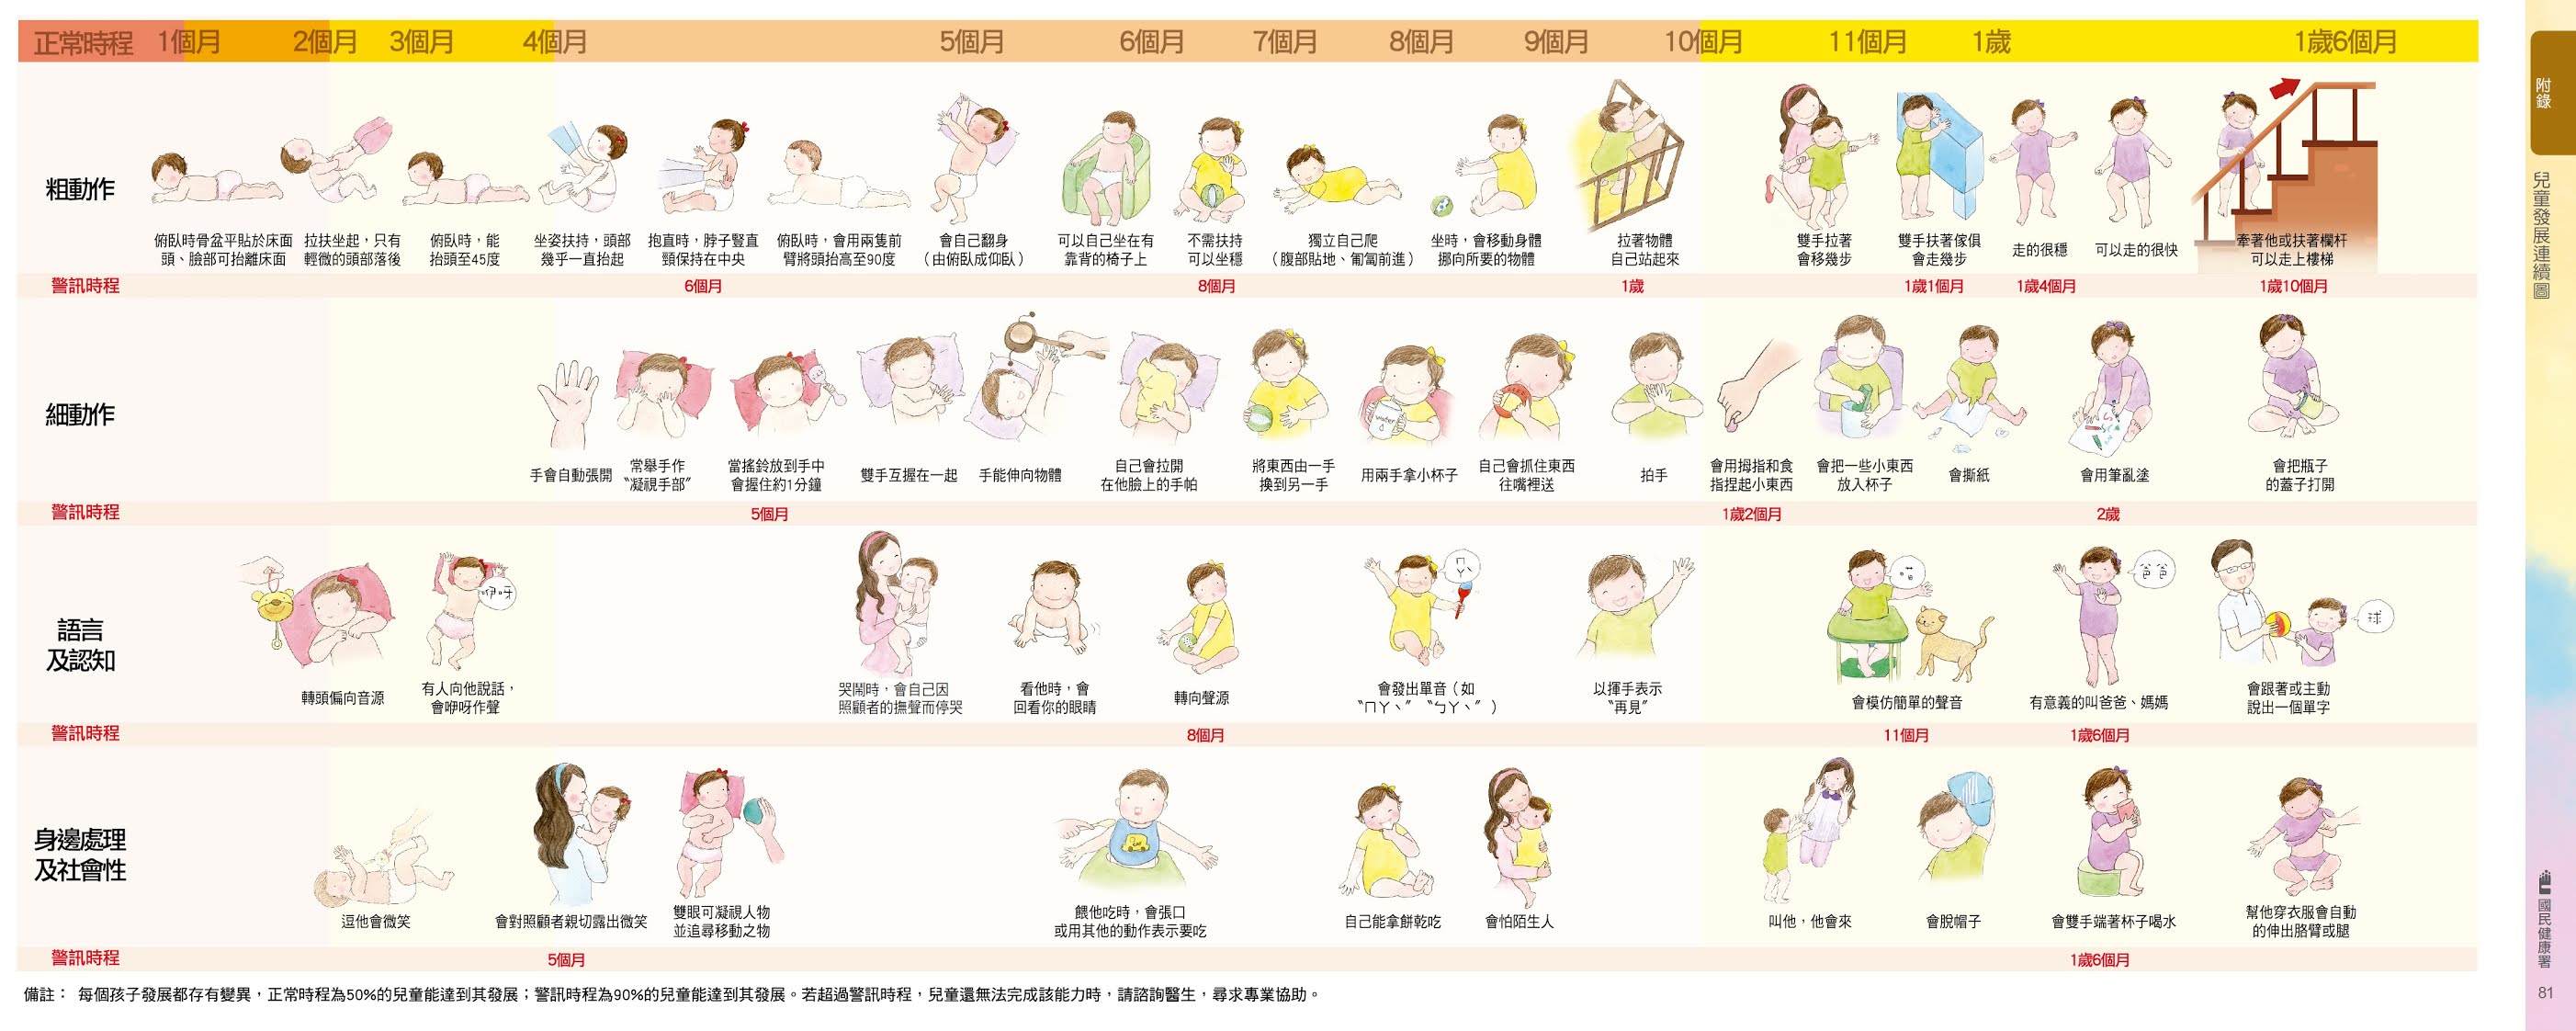 正常時程 1個月 2個月 3個月 4個月 5個月 6個月 7個月 8個月 9個月 10個月 11個月 1歲 1歲6個月
粗動作
俯臥時骨盆平貼於床面
頭、臉部可抬離床面
拉扶坐起，只有
輕微的頭部落後
俯臥時，能
抬頭至45度
坐姿扶持，頭部
幾乎一直抬起
抱直時，脖子豎直
頸保持在中央
俯臥時，會用兩隻前
臂將頭抬高至90度
會自己翻身
（由俯臥成仰臥）
可以自己坐在有
靠背的椅子上
不需扶持
可以坐穩
獨立自己爬
（腹部貼地、匍匐前進）
坐時，會移動身體
挪向所要的物體
拉著物體
自己站起來
雙手拉著
會移幾步
雙手扶著傢俱
會走幾步
走的很穩
可以走的很快
牽著他或扶著欄杆
可以走上樓梯
警訊時程 6個月 8個月 1歲 1歲1個月 1歲4個月 1歲10個月
細動作
手會自動張開
常舉手作
〝凝視手部〞
當搖鈴放到手中
會握住約1分鐘
雙手互握在一起
手能伸向物體
自己會拉開
在他臉上的手帕
將東西由一手
換到另一手
water
用兩手拿小杯子
自己會抓住東西
往嘴裡送
拍手
會用拇指和食
指捏起小東西
會把一些小東西
放入杯子
會撕紙
會用筆亂塗
會把瓶子
的蓋子打開
警訊時程 5個月 1歲2個月 2歲
語言
及認知
轉頭偏向音源
咿呀
有人向他說話，
會咿呀作聲
哭鬧時，會自己因
照顧者的撫聲而停哭
看他時，會
回看你的眼睛
轉向聲源
ㄇㄚˋ
會發出單音（如
〝ㄇㄚˋ〞 〝ㄅㄚˋ〞）
以揮手表示
〝再見〞
喵
會模仿簡單的聲音
爸爸
有意義的叫爸爸、媽媽
球
會跟著或主動
說出一個單字
警訊時程 8個月 11個月 1歲6個月
身邊處理
及社會性
逗他會微笑
會對照顧者親切露出微笑
雙眼可凝視人物
並追尋移動之物
餵他吃時，會張口
或用其他的動作表示要吃
自己能拿餅乾吃
會怕陌生人
叫他，他會來
會脫帽子
會雙手端著杯子喝水
幫他穿衣服會自動
的伸出胳臂或腿
警訊時程 5個月 1歲6個月
備註： 每個孩子發展都存有變異，正常時程為50%的兒童能達到其發展；警訊時程為90%的兒童能達到其發展。若超過警訊時程，兒童還無法完成該能力時，請諮詢醫生，尋求專業協助。
附錄
兒童發展連續圖
國民健康署
81